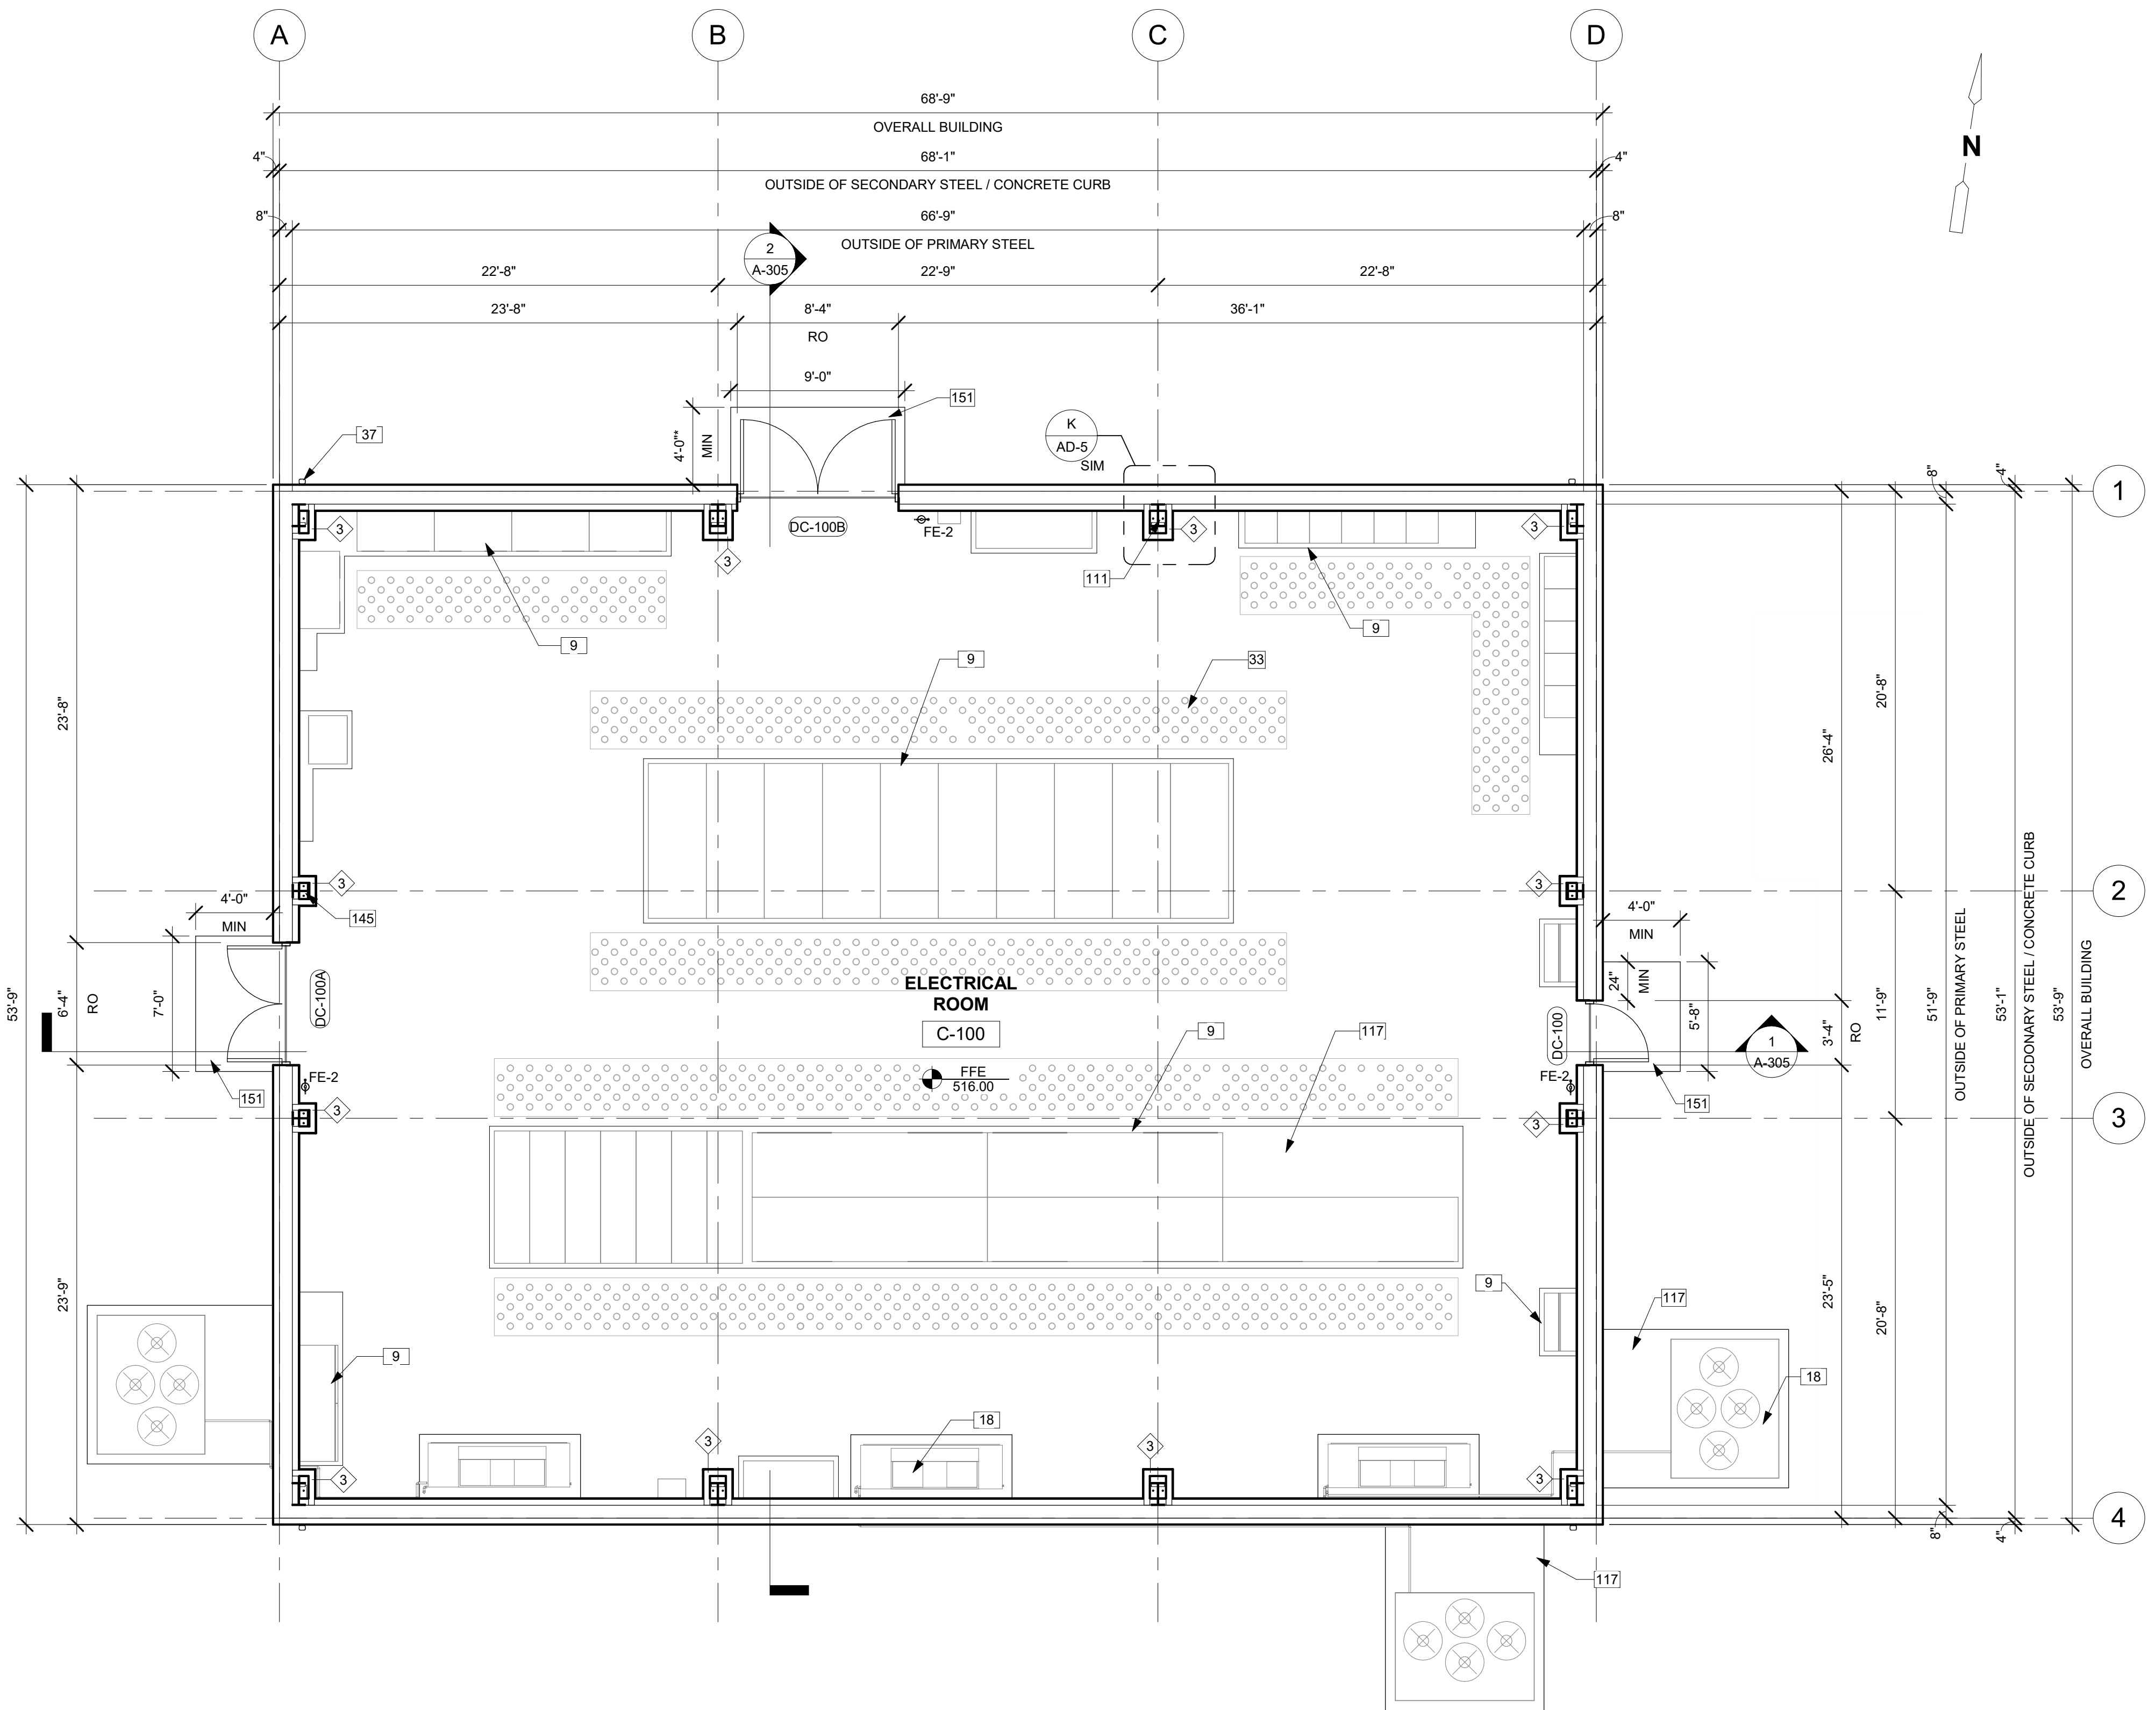 A
B
C
D
68'-9"
OVERALL BUILDING
4"
68'-1"
4"
OUTSIDE OF SECONDARY STEEL / CONCRETE CURB
8"
66'-9"
8"
OUTSIDE OF PRIMARY STEEL
N
2
A-305
22'-8"
22'-9"
22'-8"
23'-8"
8'-4"
36'-1"
RO
9'-0"
151
4'-0"*
MIN
37
K
AD-5
SIM
8"
4"
1
3
3
DC-100B
FE-2
3
3
111
9
9
9
33
23'-8"
20'-8"
26'-4"
3
145
3
2
4'-0"
MIN
4'-0"
MIN
53'-9"
6'-4"
RO
7'-0"
DC-100A
ELECTRICAL
ROOM
C-100
9
117
DC-100
24"
MIN
5'-8"
1
A-305
3'-4"
RO
11'-9"
51'-9"
OUTSIDE OF PRIMARY STEEL
53'-1"
OUTSIDE OF SECDONARY STEEL / CONCRETE CURB
53'-9"
OVERALL BUILDING
FFE
516.00
FE-2
151
3
FE-2
151
3
3
23'-9"
9
9
117
18
23'-5"
20'-8"
3
3
18
3
3
8"
4"
4
117